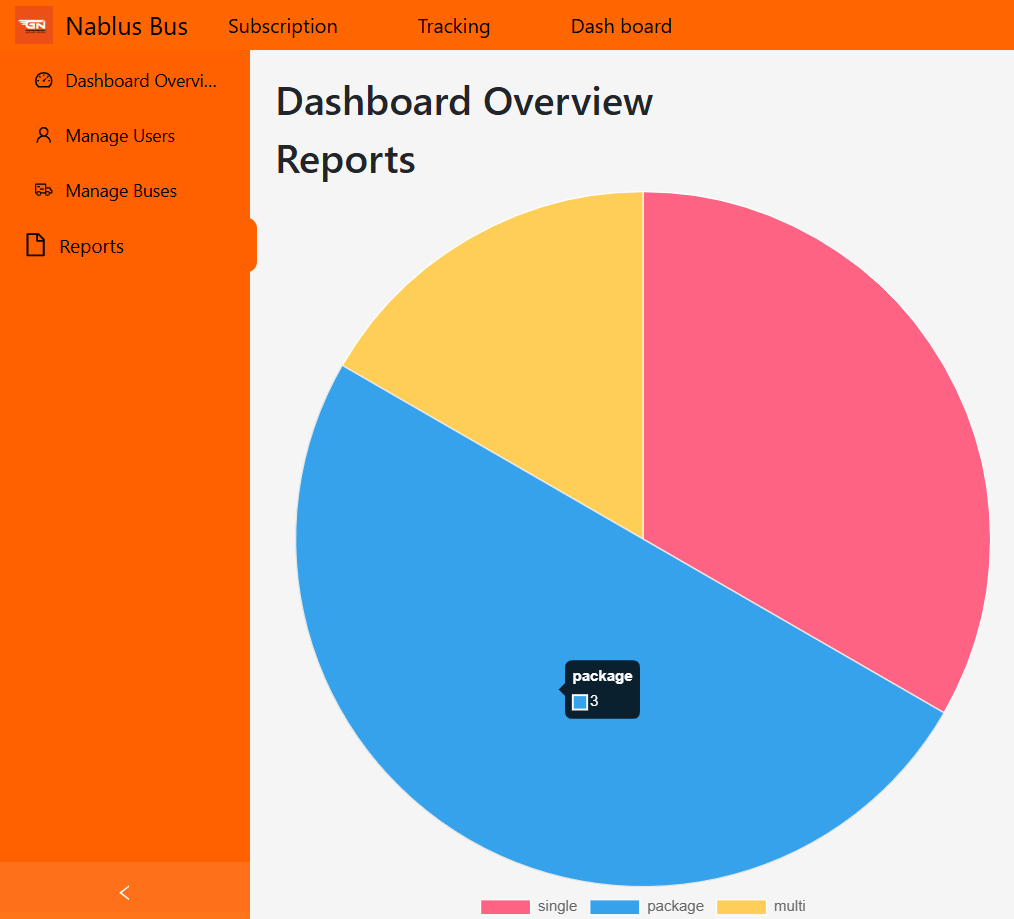 GN
Nablus Bus
Subscription
Tracking
Dash board
Dashboard Overvi...
Manage Users
Manage Buses
Reports
Dashboard Overview
Reports
package
3
single
package
multi